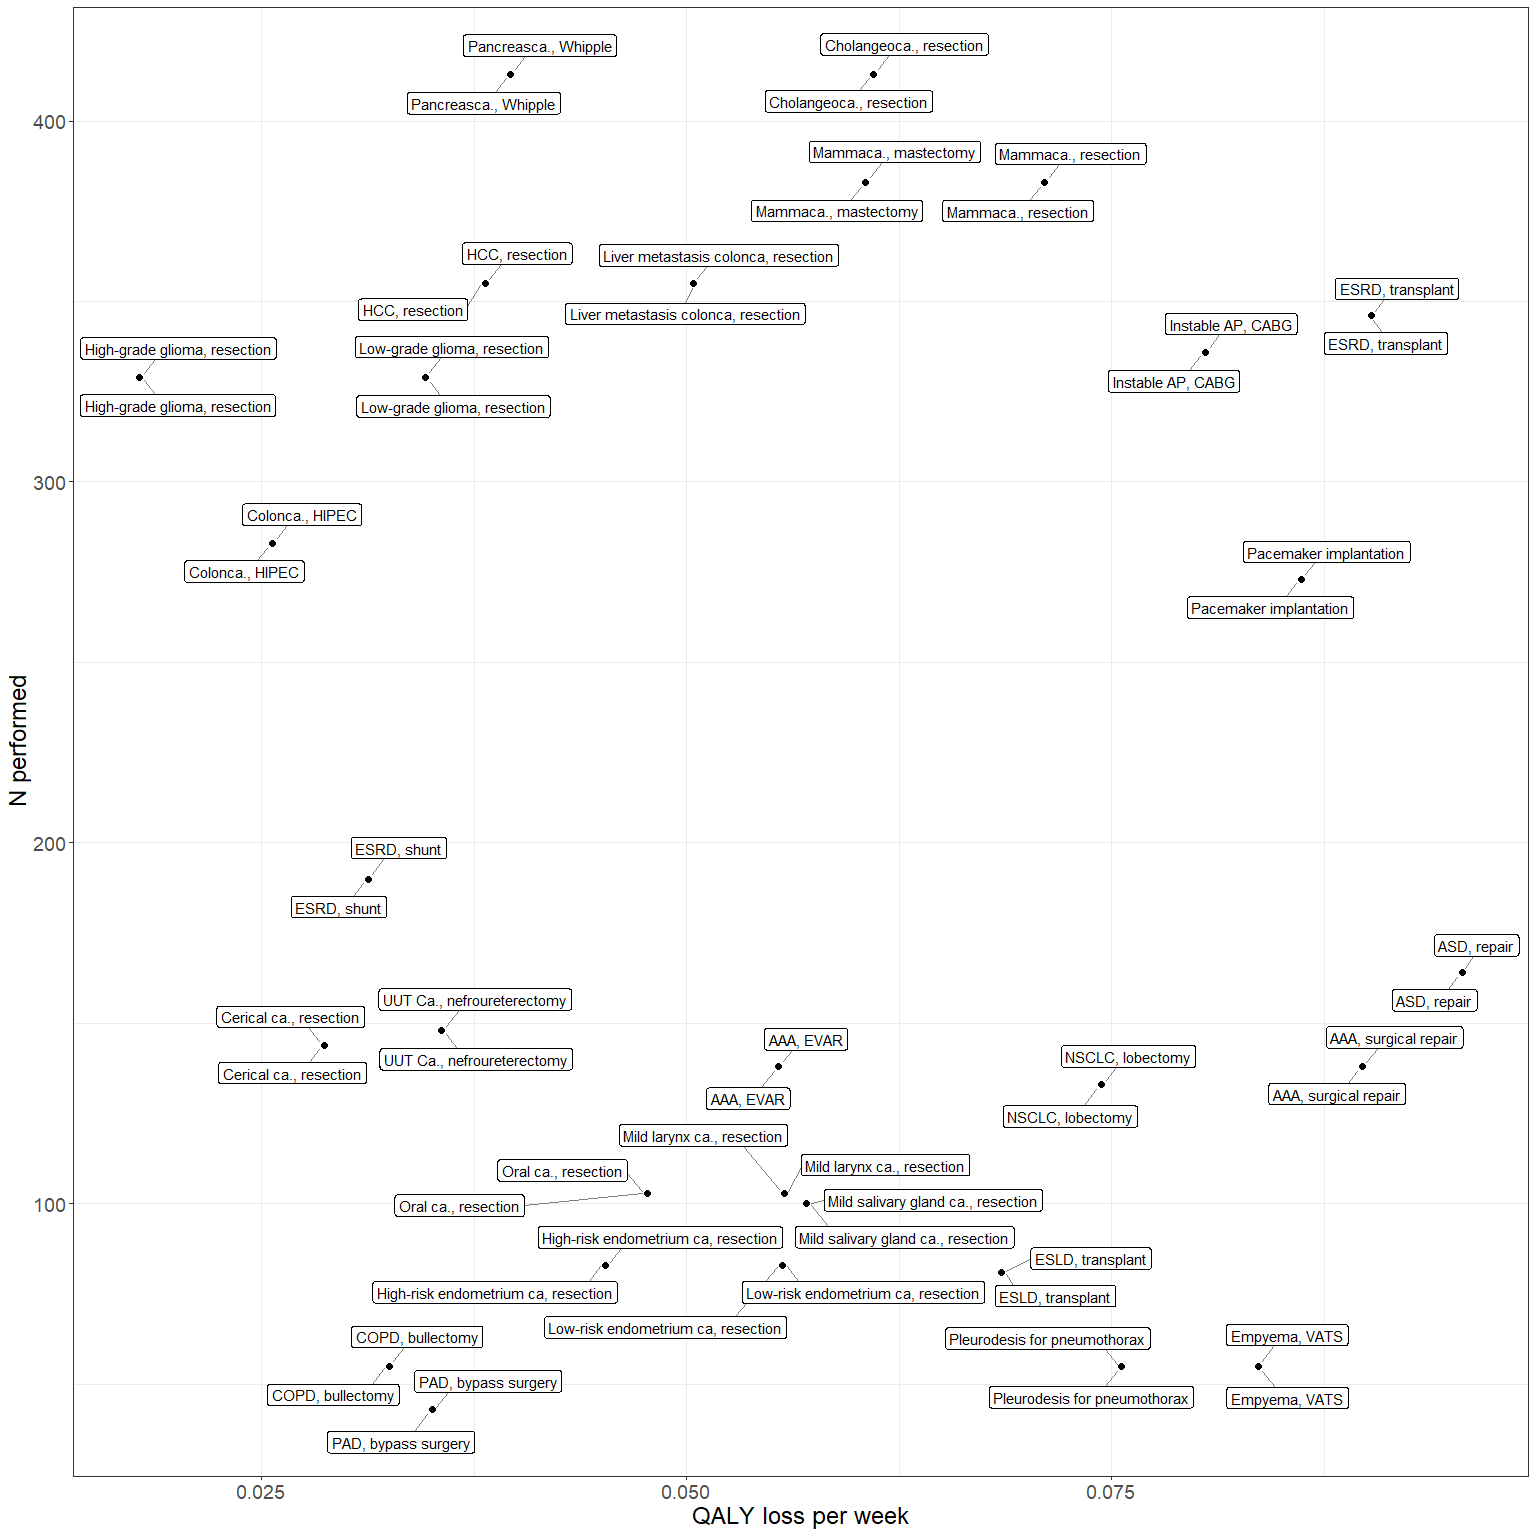 Pancreasca., Whipple
Cholangeoca., resection
Pancreasca., Whipple
Cholangeoca., resection
400
Mammaca., mastectomy
Mammaca., resection
Mammaca., mastectomy
Mammaca., resection
HCC, resection
Liver metastasis colonca, resection
ESRD, transplant
HCC, resection
Liver metastasis colonca, resection
Instable AP, CABG
High-grade glioma, resection
Low-grade glioma, resection
ESRD, transplant
Instable AP, CABG
High-grade glioma, resection
Low-grade glioma, resection
300
Colonca., HIPEC
Pacemaker implantation
Colonca., HIPEC
Pacemaker implantation
N performed
200
ESRD, shunt
ESRD, shunt
ASD, repair
UUT Ca., nefroureterectomy
ASD, repair
Cerical ca., resection
AAA, EVAR
AAA, surgical repair
NSCLC, lobectomy
UUT Ca., nefroureterectomy
Cerical ca., resection
AAA, EVAR
AAA, surgical repair
NSCLC, lobectomy
Mild larynx ca., resection
Oral ca., resection
Mild larynx ca., resection
100
Oral ca., resection
Mild salivary gland ca., resection
High-risk endometrium ca, resection
Mild salivary gland ca., resection
ESLD, transplant
High-risk endometrium ca, resection
Low-risk endometrium ca, resection
ESLD, transplant
Low-risk endometrium ca, resection
COPD, bullectomy
Pleurodesis for pneumothorax
Empyema, VATS
PAD, bypass surgery
COPD, bullectomy
Pleurodesis for pneumothorax
Empyema, VATS
PAD, bypass surgery
0.025
0.050
0.075
QALY loss per week